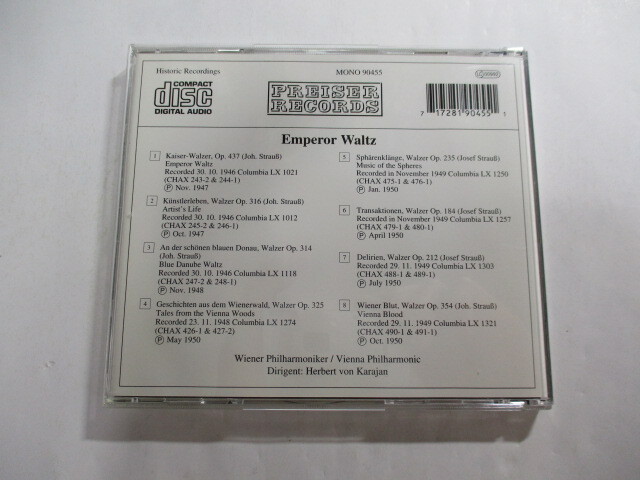 Historic Recordings
MONO 90455
COMPACT
disc
DIGITAL AUDIO
PREISER
RECORDS
7 17281 90455 1
Emperor Waltz
1 Kaiser-Walzer, Op. 437 (Joh. Strauß)
Emperor Waltz
Recorded 30. 10. 1946 Columbia LX 1021
(CHAX 243-2 & 244-1)
Ⓟ Nov. 1947
2 Künstlerleben, Walzer Op. 316 (Joh. Strauß)
Artist's Life
Recorded 30. 10. 1946 Columbia LX 1012
(CHAX 245-2 & 246-1)
Ⓟ Oct. 1947
3 An der schönen blauen Donau, Walzer Op. 314
(Joh. Strauß)
Blue Danube Waltz
Recorded 30. 10. 1946 Columbia LX 1118
(CHAX 247-2 & 248-1)
Ⓟ Nov. 1948
4 Geschichten aus dem Wienerwald, Walzer Op. 325
Tales from the Vienna Woods
Recorded 23. 11. 1948 Columbia LX 1274
(CHAX 426-1 & 427-2)
Ⓟ May 1950
5 Sphärenklänge, Walzer Op. 235 (Josef Strauß)
Music of the Spheres
Recorded in November 1949 Columbia LX 1250
(CHAX 475-1 & 476-1)
Ⓟ Jan. 1950
6 Transaktionen, Walzer Op. 184 (Josef Strauß)
Recorded in November 1949 Columbia LX 1257
(CHAX 479-1 & 480-1)
Ⓟ April 1950
7 Delirien, Walzer Op. 212 (Josef Strauß)
Recorded 29. 11. 1949 Columbia LX 1303
(CHAX 488-1 & 489-1)
Ⓟ July 1950
8 Wiener Blut, Walzer Op. 354 (Joh. Strauß)
Vienna Blood
Recorded 29. 11. 1949 Columbia LX 1321
(CHAX 490-1 & 491-1)
Ⓟ Oct. 1950
Wiener Philharmoniker / Vienna Philharmonic
Dirigent: Herbert von Karajan